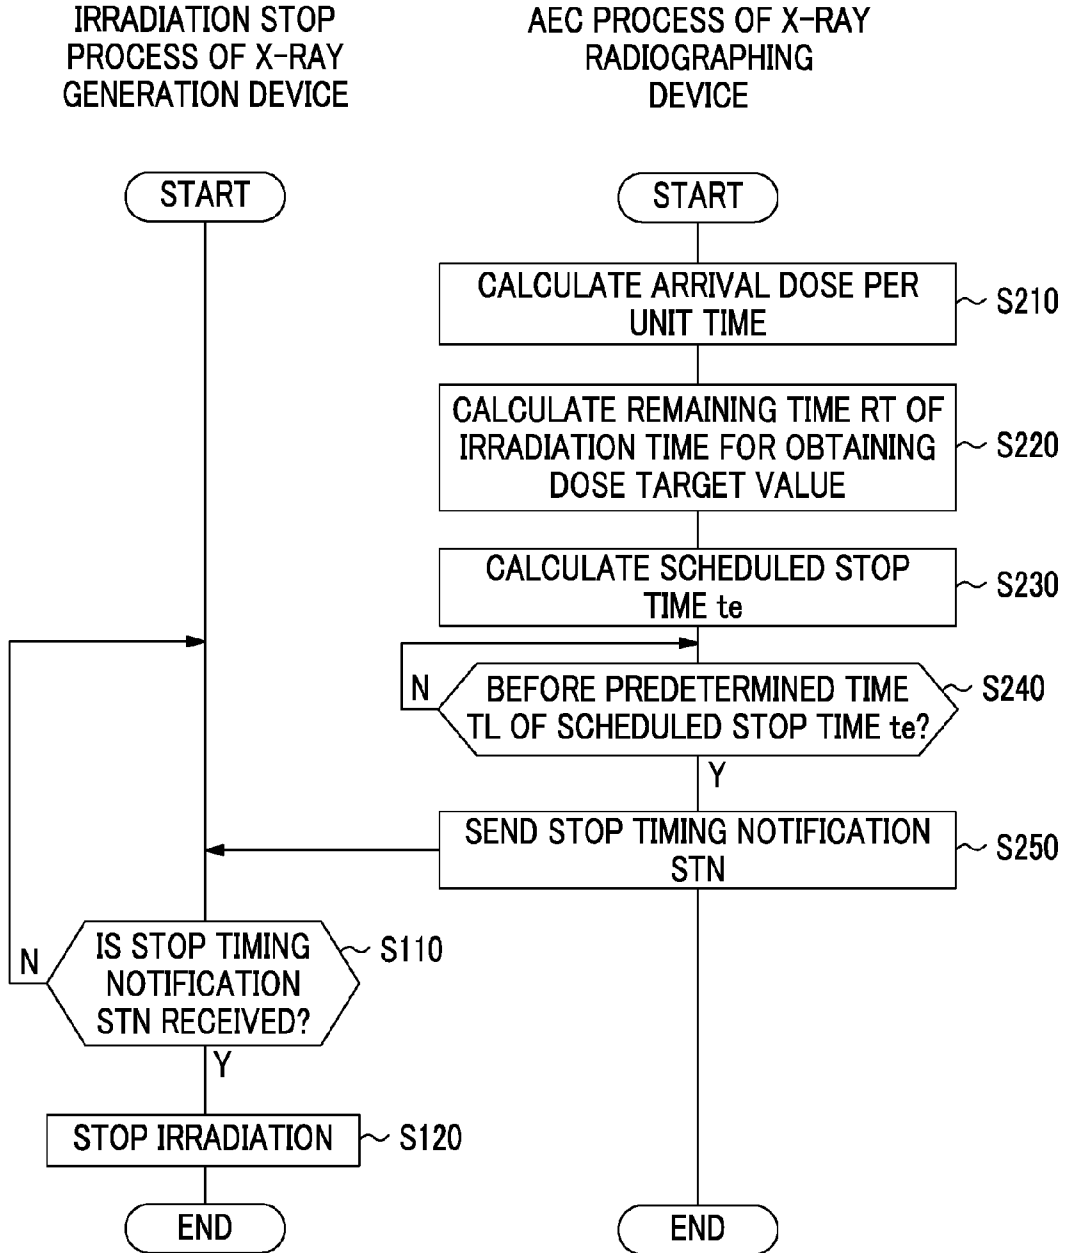 IRRADIATION STOP
PROCESS OF X-RAY
GENERATION DEVICE
START
N
IS STOP TIMING
NOTIFICATION
STN RECEIVED?
S110
Y
STOP IRRADIATION
S120
END
AEC PROCESS OF X-RAY
RADIOGRAPHING
DEVICE
START
CALCULATE ARRIVAL DOSE PER
UNIT TIME
S210
CALCULATE REMAINING TIME RT OF
IRRADIATION TIME FOR OBTAINING
DOSE TARGET VALUE
S220
CALCULATE SCHEDULED STOP
TIME te
S230
N
BEFORE PREDETERMINED TIME
TL OF SCHEDULED STOP TIME te?
S240
Y
SEND STOP TIMING NOTIFICATION
STN
S250
END